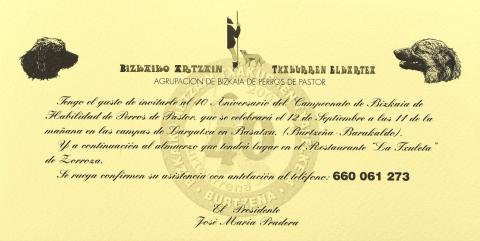 BIZKAIKO ARTZAIN TXAKURREN ELKARTEA
AGRUPACION DE BIZKAIA DE PERROS DE PASTOR
Tengo el gusto de invitarle al 40 Aniversario del Campeonato de Bizkaia de
Habilidad de Perros de Pastor, que se celebrará el 12 de Septiembre a las 11 de la
mañana en las campas de Largatxa en Basatxu. (Burtzeña-Barakaldo).
Y a continuación al almuerzo que tendrá lugar en el Restaurante "La Txuleta"
de Zorroza.
Se ruega confirmen su asistencia con antelación al teléfono: 660 061 273
BURTZEÑA
El Presidente
José María Pradera